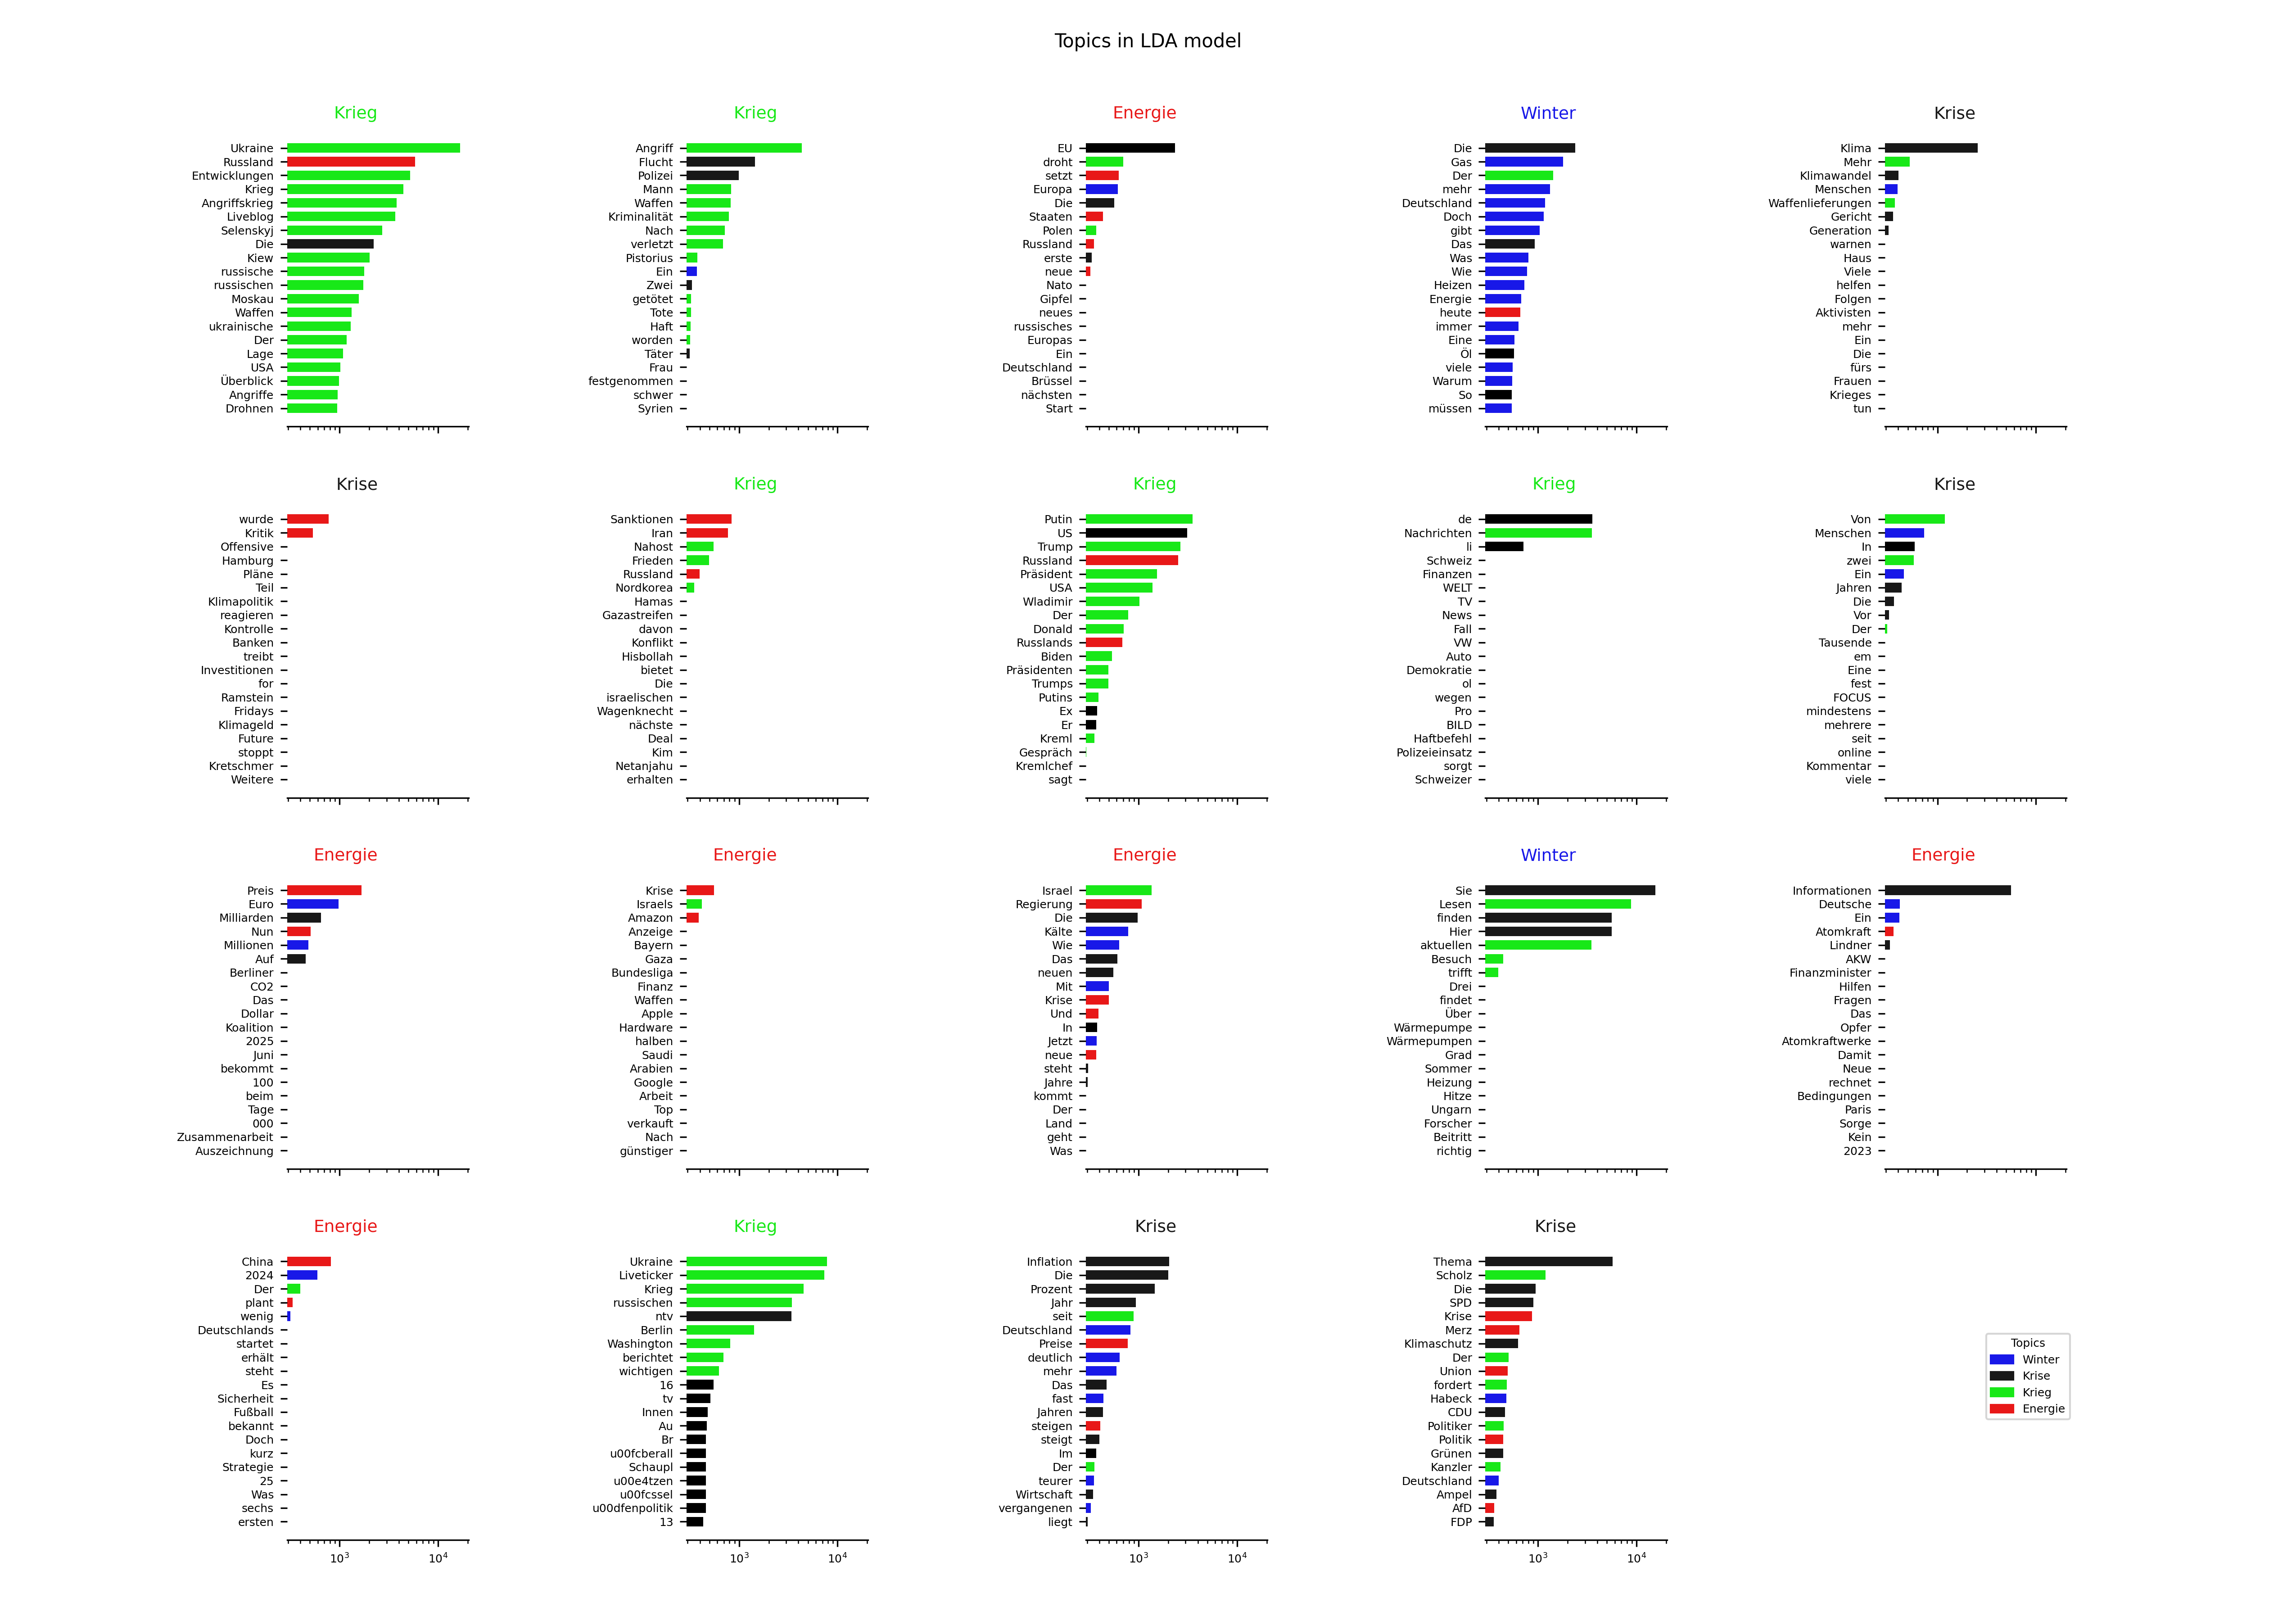 Topics in LDA model
Krieg
Ukraine
Russland
Entwicklungen
Krieg
Angriffskrieg
Liveblog
Selenskyj
Die
Kiew
russische
russischen
Moskau
Waffen
ukrainische
Der
Lage
USA
Überblick
Angriffe
Drohnen
Krieg
Angriff
Flucht
Polizei
Mann
Waffen
Kriminalität
Nach
verletzt
Pistorius
Ein
Zwei
getötet
Tote
Haft
worden
Täter
Frau
festgenommen
schwer
Syrien
Energie
EU
droht
setzt
Europa
Die
Staaten
Polen
Russland
erste
neue
Nato
Gipfel
neues
russisches
Europas
Ein
Deutschland
Brüssel
nächsten
Start
Winter
Die
Gas
Der
mehr
Deutschland
Doch
gibt
Das
Was
Wie
Heizen
Energie
heute
immer
Eine
Öl
viele
Warum
So
müssen
Krise
Klima
Mehr
Klimawandel
Menschen
Waffenlieferungen
Gericht
Generation
warnen
Haus
Viele
helfen
Folgen
Aktivisten
mehr
Ein
Die
fürs
Frauen
Krieges
tun
Krise
wurde
Kritik
Offensive
Hamburg
Pläne
Teil
Klimapolitik
reagieren
Kontrolle
Banken
treibt
Investitionen
for
Ramstein
Fridays
Klimageld
Future
stoppt
Kretschmer
Weitere
Krieg
Sanktionen
Iran
Nahost
Frieden
Russland
Nordkorea
Hamas
Gazastreifen
davon
Konflikt
Hisbollah
bietet
Die
israelischen
Wagenknecht
nächste
Deal
Kim
Netanjahu
erhalten
Krieg
Putin
US
Trump
Russland
Präsident
USA
Wladimir
Der
Donald
Russlands
Biden
Präsidenten
Trumps
Putins
Ex
Er
Kreml
Gespräch
Kremlchef
sagt
Krieg
de
Nachrichten
li
Schweiz
Finanzen
WELT
TV
News
Fall
VW
Auto
Demokratie
ol
wegen
Pro
BILD
Haftbefehl
Polizeieinsatz
sorgt
Schweizer
Krise
Von
Menschen
In
zwei
Ein
Jahren
Die
Vor
Der
Tausende
em
Eine
fest
FOCUS
mindestens
mehrere
seit
online
Kommentar
viele
Energie
Preis
Euro
Milliarden
Nun
Millionen
Auf
Berliner
CO2
Das
Dollar
Koalition
2025
Juni
bekommt
100
beim
Tage
000
Zusammenarbeit
Auszeichnung
Energie
Krise
Israels
Amazon
Anzeige
Bayern
Gaza
Bundesliga
Finanz
Waffen
Apple
Hardware
halben
Saudi
Arabien
Google
Arbeit
Top
verkauft
Nach
günstiger
Energie
Israel
Regierung
Die
Kälte
Wie
Das
neuen
Mit
Krise
Und
In
Jetzt
neue
steht
Jahre
kommt
Der
Land
geht
Was
Winter
Sie
Lesen
finden
Hier
aktuellen
Besuch
trifft
Drei
findet
Über
Wärmepumpe
Wärmepumpen
Grad
Sommer
Heizung
Hitze
Ungarn
Forscher
Beitritt
richtig
Energie
Informationen
Deutsche
Ein
Atomkraft
Lindner
AKW
Finanzminister
Hilfen
Fragen
Das
Opfer
Atomkraftwerke
Damit
Neue
rechnet
Bedingungen
Paris
Sorge
Kein
2023
Energie
China
2024
Der
plant
wenig
Deutschlands
startet
erhält
steht
Es
Sicherheit
Fußball
bekannt
Doch
kurz
Strategie
25
Was
sechs
ersten
10³ 10⁴
Krieg
Ukraine
Liveticker
Krieg
russischen
ntv
Berlin
Washington
berichtet
wichtigen
16
tv
Innen
Au
Br
u00fcberall
Schaupl
u00e4tzen
u00fcssel
u00dfenpolitik
13
10³ 10⁴
Krise
Inflation
Die
Prozent
Jahr
seit
Deutschland
Preise
deutlich
mehr
Das
fast
Jahren
steigen
steigt
Im
Der
teurer
Wirtschaft
vergangenen
liegt
10³ 10⁴
Krise
Thema
Scholz
Die
SPD
Krise
Merz
Klimaschutz
Der
Union
fordert
Habeck
CDU
Politiker
Politik
Grünen
Kanzler
Deutschland
Ampel
AfD
FDP
10³ 10⁴
Topics
Winter
Krise
Krieg
Energie